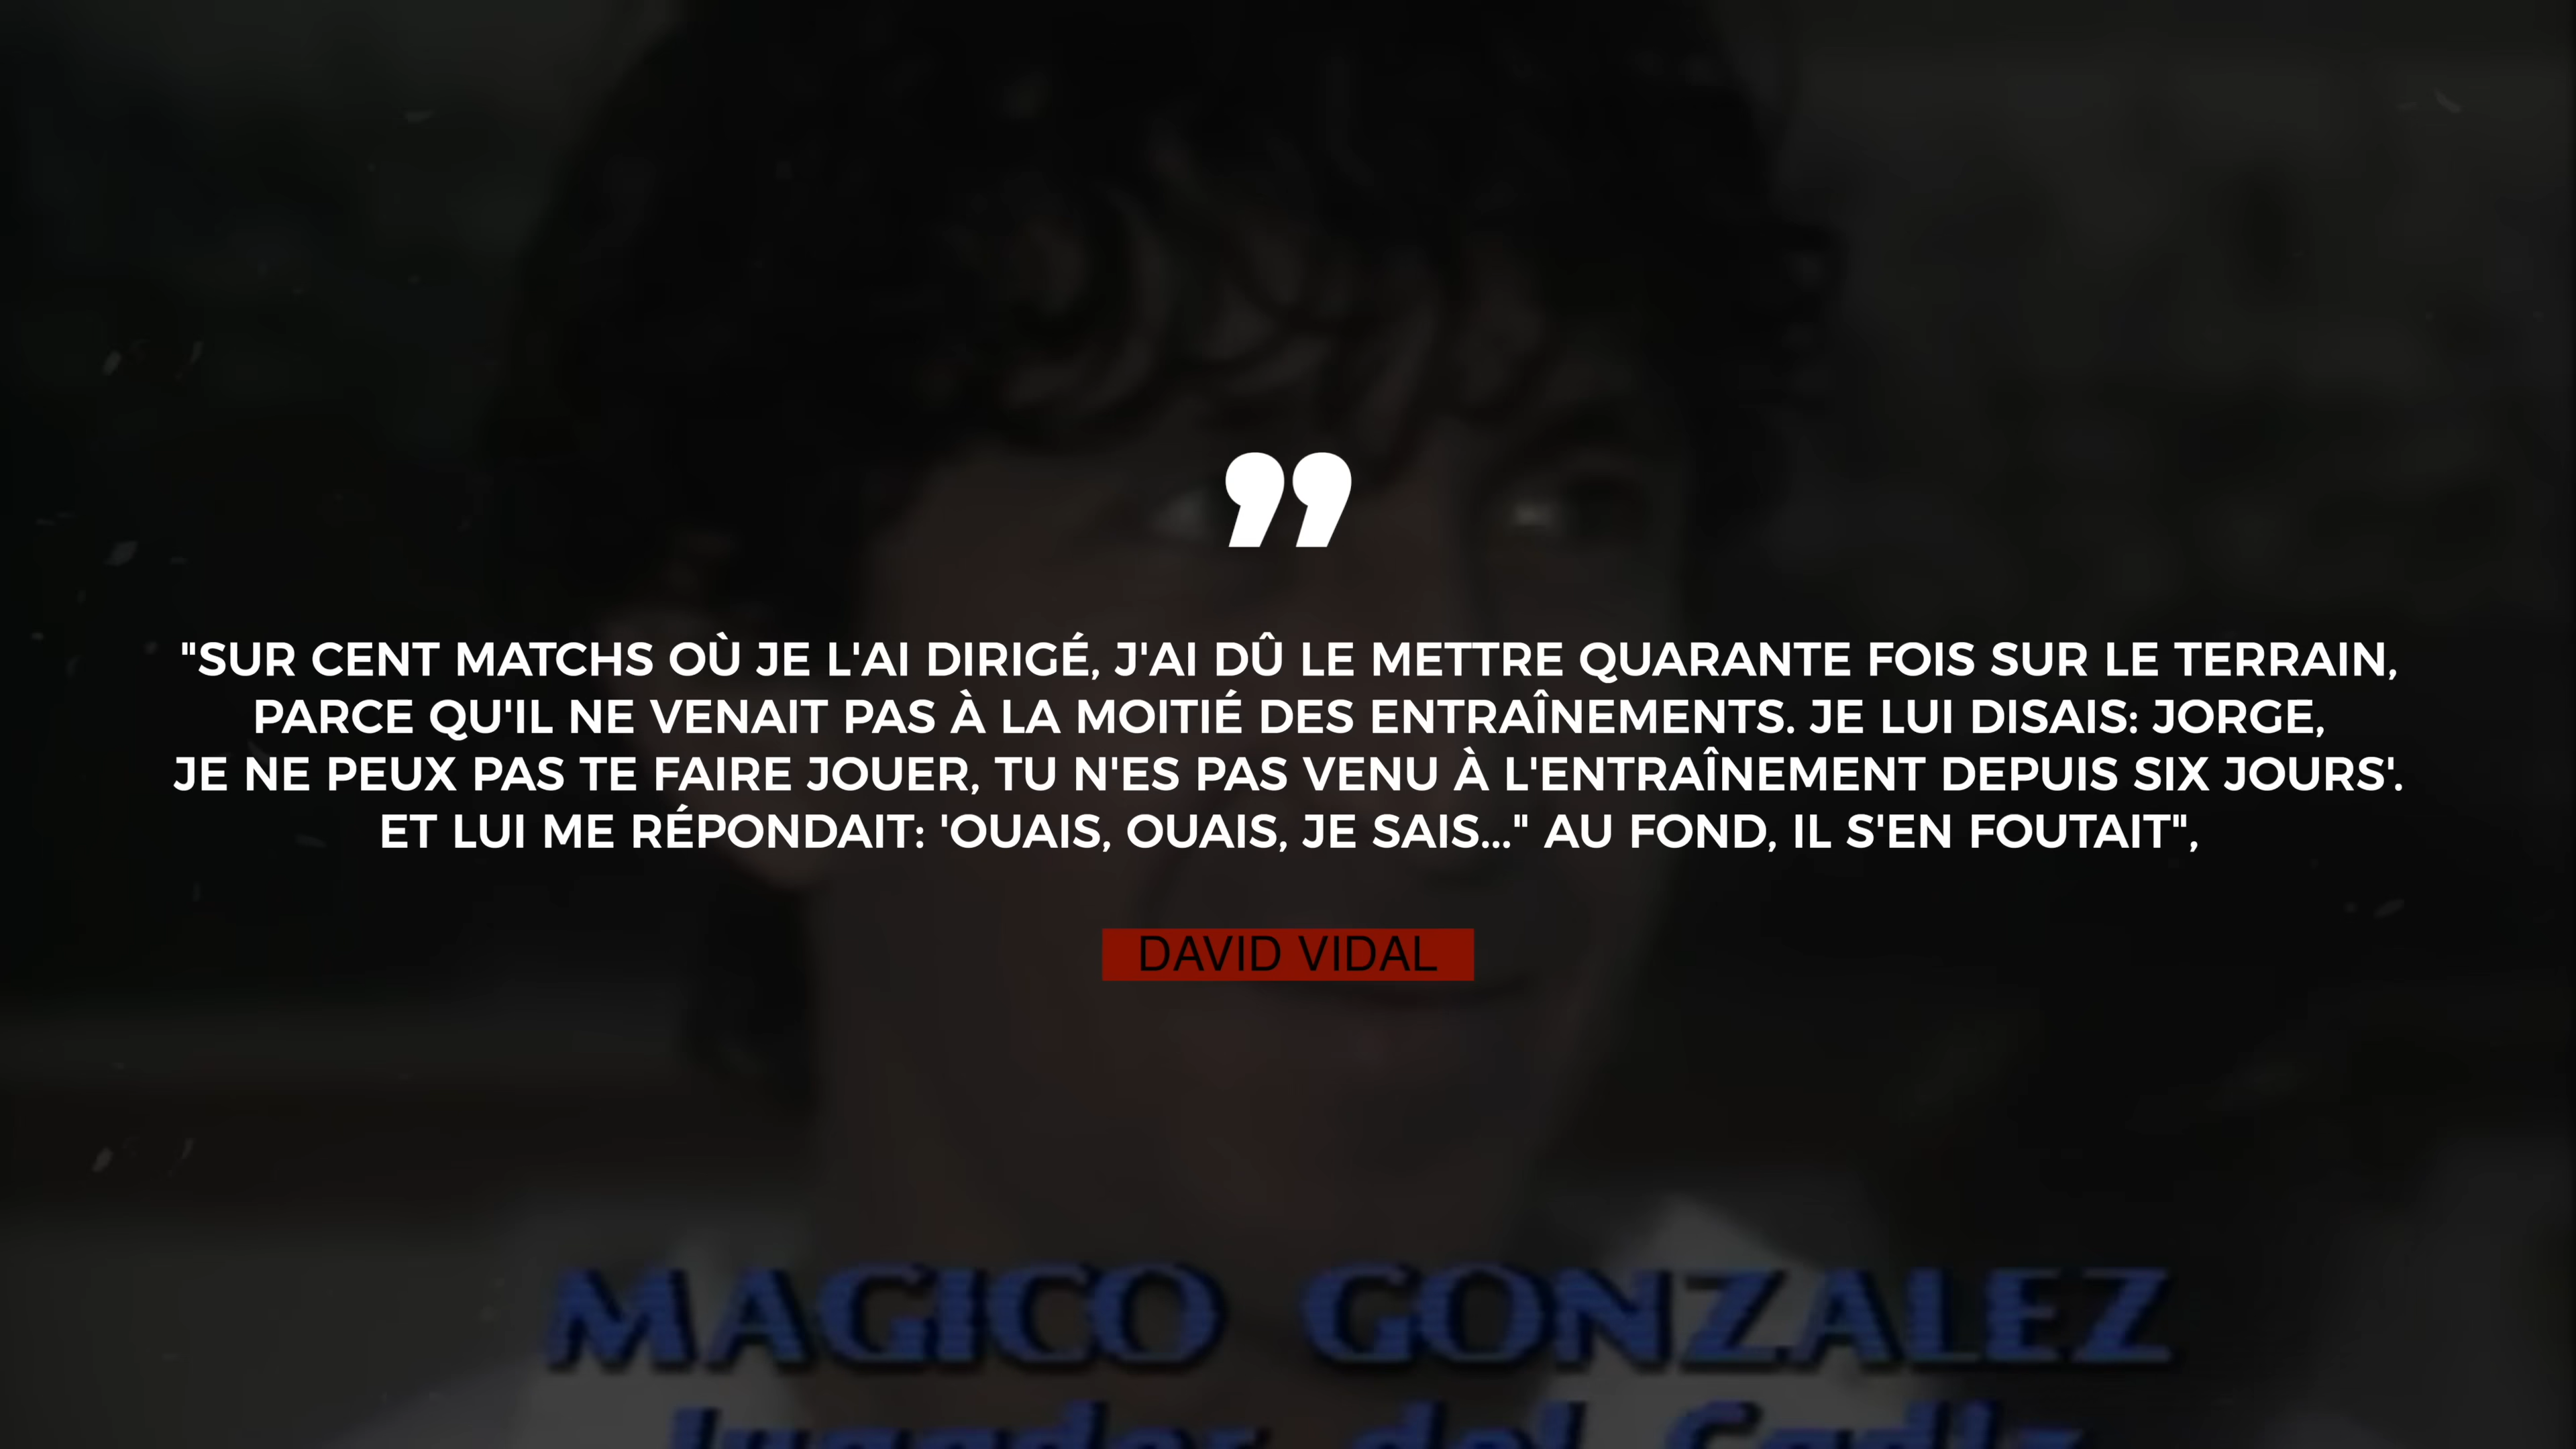 "SUR CENT MATCHS OÙ JE L'AI DIRIGÉ, J'AI DÛ LE METTRE QUARANTE FOIS SUR LE TERRAIN,
PARCE QU'IL NE VENAIT PAS À LA MOITIÉ DES ENTRAÎNEMENTS. JE LUI DISAIS: JORGE,
JE NE PEUX PAS TE FAIRE JOUER, TU N'ES PAS VENU À L'ENTRAÎNEMENT DEPUIS SIX JOURS'.
ET LUI ME RÉPONDAIT: 'OUAIS, OUAIS, JE SAIS..." AU FOND, IL S'EN FOUTAIT",
DAVID VIDAL
MAGICO GONZALEZ
Jugador del Cadiz